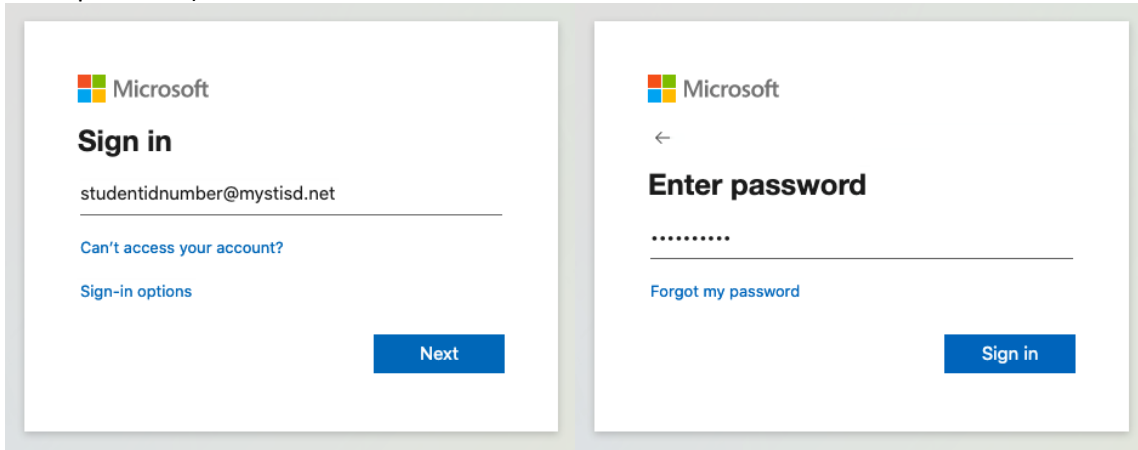 Microsoft
Sign in
studentidnumber@mystisd.net
Can't access your account?
Sign-in options
Next
Microsoft
←
Enter password
••••••••••
Forgot my password
Sign in